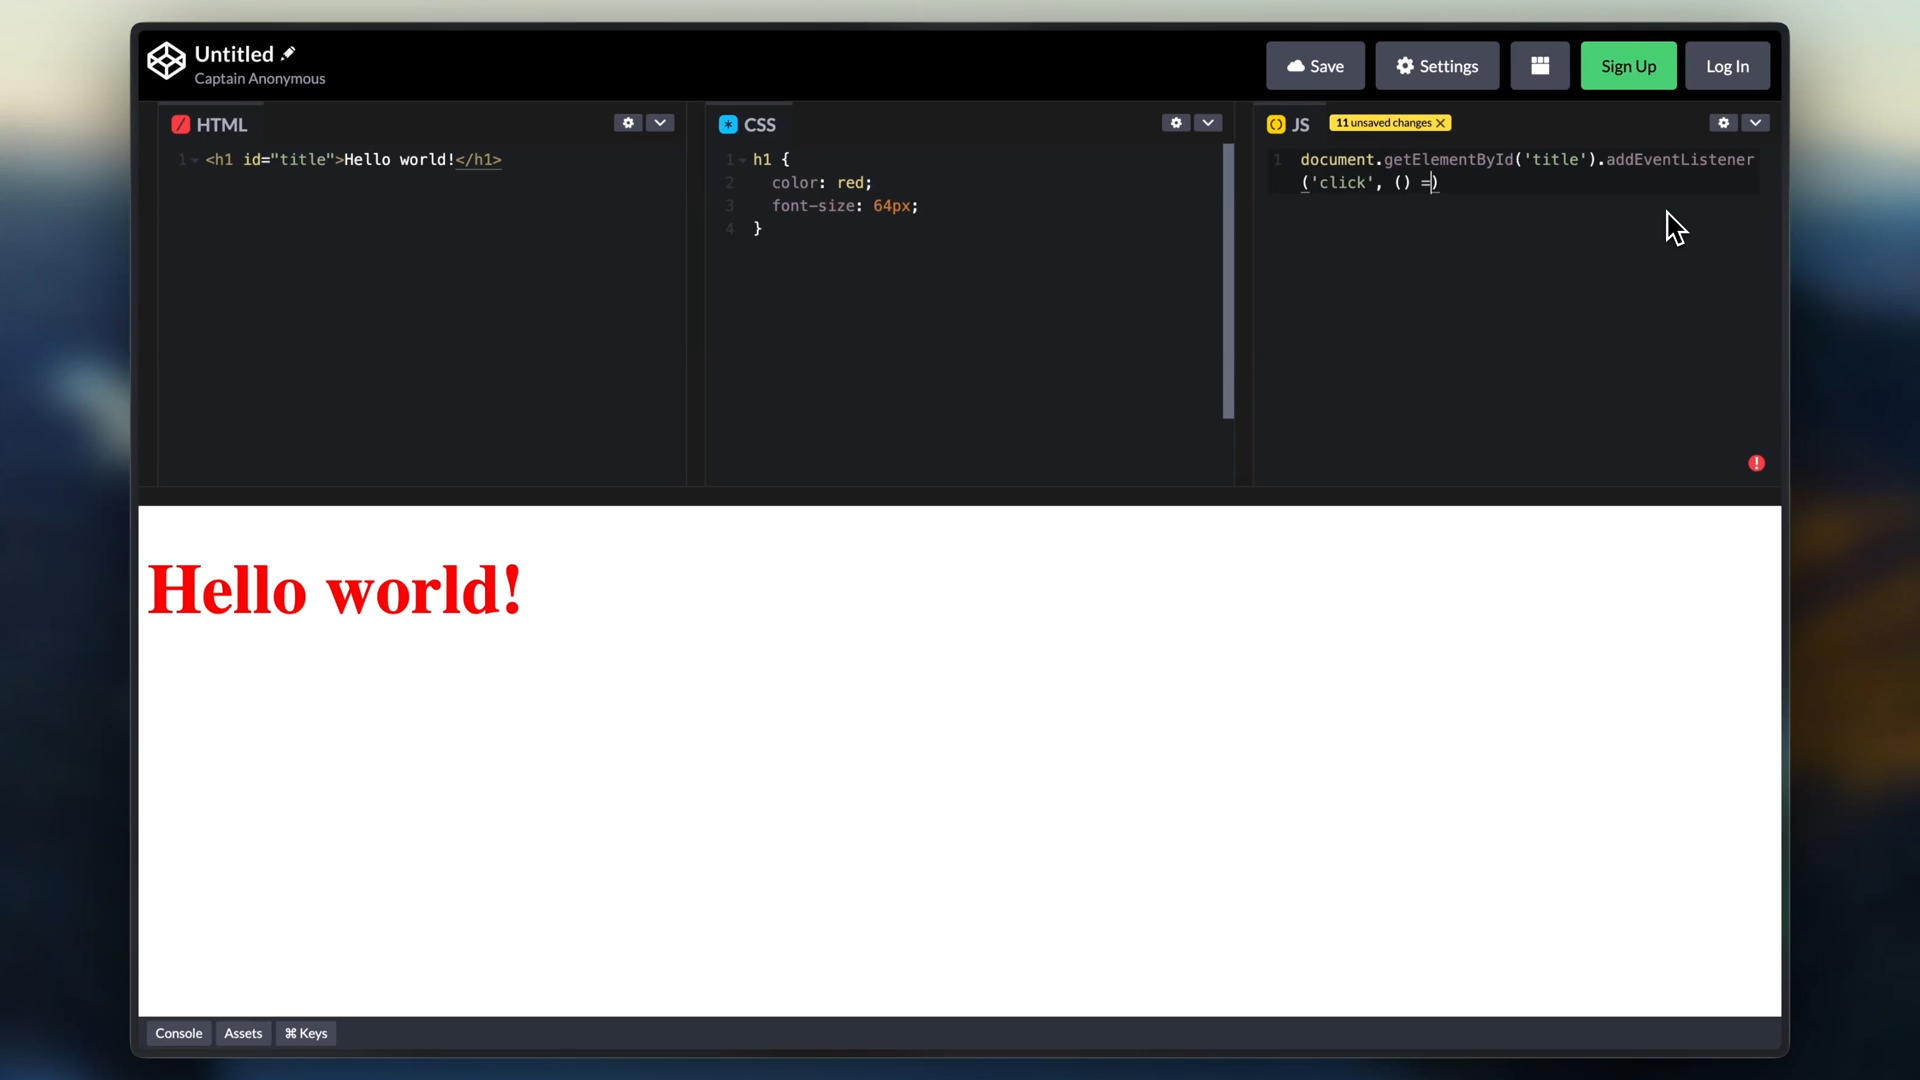 Untitled
Captain Anonymous
Save
Settings
Sign Up
Log In
HTML
1 <h1 id="title">Hello world!</h1>
CSS
1 h1 {
2 color: red;
3 font-size: 64px;
4 }
JS
11 unsaved changes X
1 document.getElementById('title').addEventListener
('click', () =)
Hello world!
Console
Assets
⌘ Keys